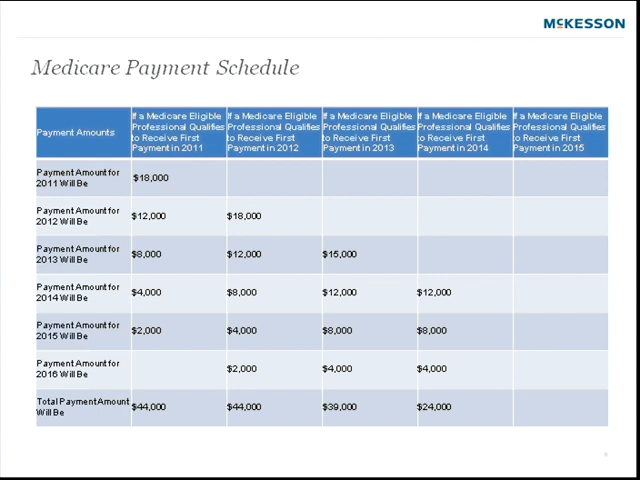 MCKESSON
Medicare Payment Schedule
Payment Amounts
If a Medicare Eligible
Professional Qualifies
to Receive First
Payment in 2011
If a Medicare Eligible
Professional Qualifies
to Receive First
Payment in 2012
If a Medicare Eligible
Professional Qualifies
to Receive First
Payment in 2013
If a Medicare Eligible
Professional Qualifies
to Receive First
Payment in 2014
If a Medicare Eligible
Professional Qualifies
to Receive First
Payment in 2015
Payment Amount for
2011 Will Be
$18,000
Payment Amount for
2012 Will Be
$12,000 $18,000
Payment Amount for
2013 Will Be
$8,000 $12,000 $15,000
Payment Amount for
2014 Will Be
$4,000 $8,000 $12,000 $12,000
Payment Amount for
2015 Will Be
$2,000 $4,000 $8,000 $8,000
Payment Amount for
2016 Will Be
$2,000 $4,000 $4,000
Total Payment Amount
Will Be
$44,000 $44,000 $39,000 $24,000